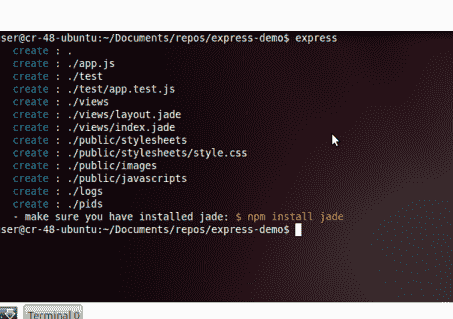 ser@cr-48-ubuntu:~/Documents/repos/express-demo$ express
create : .
create : ./app.js
create : ./test
create : ./test/app.test.js
create : ./views
create : ./views/layout.jade
create : ./views/index.jade
create : ./public/stylesheets
create : ./public/stylesheets/style.css
create : ./public/images
create : ./public/javascripts
create : ./logs
create : ./pids
- make sure you have installed jade: $ npm install jade
ser@cr-48-ubuntu:~/Documents/repos/express-demo$
Terminal 0